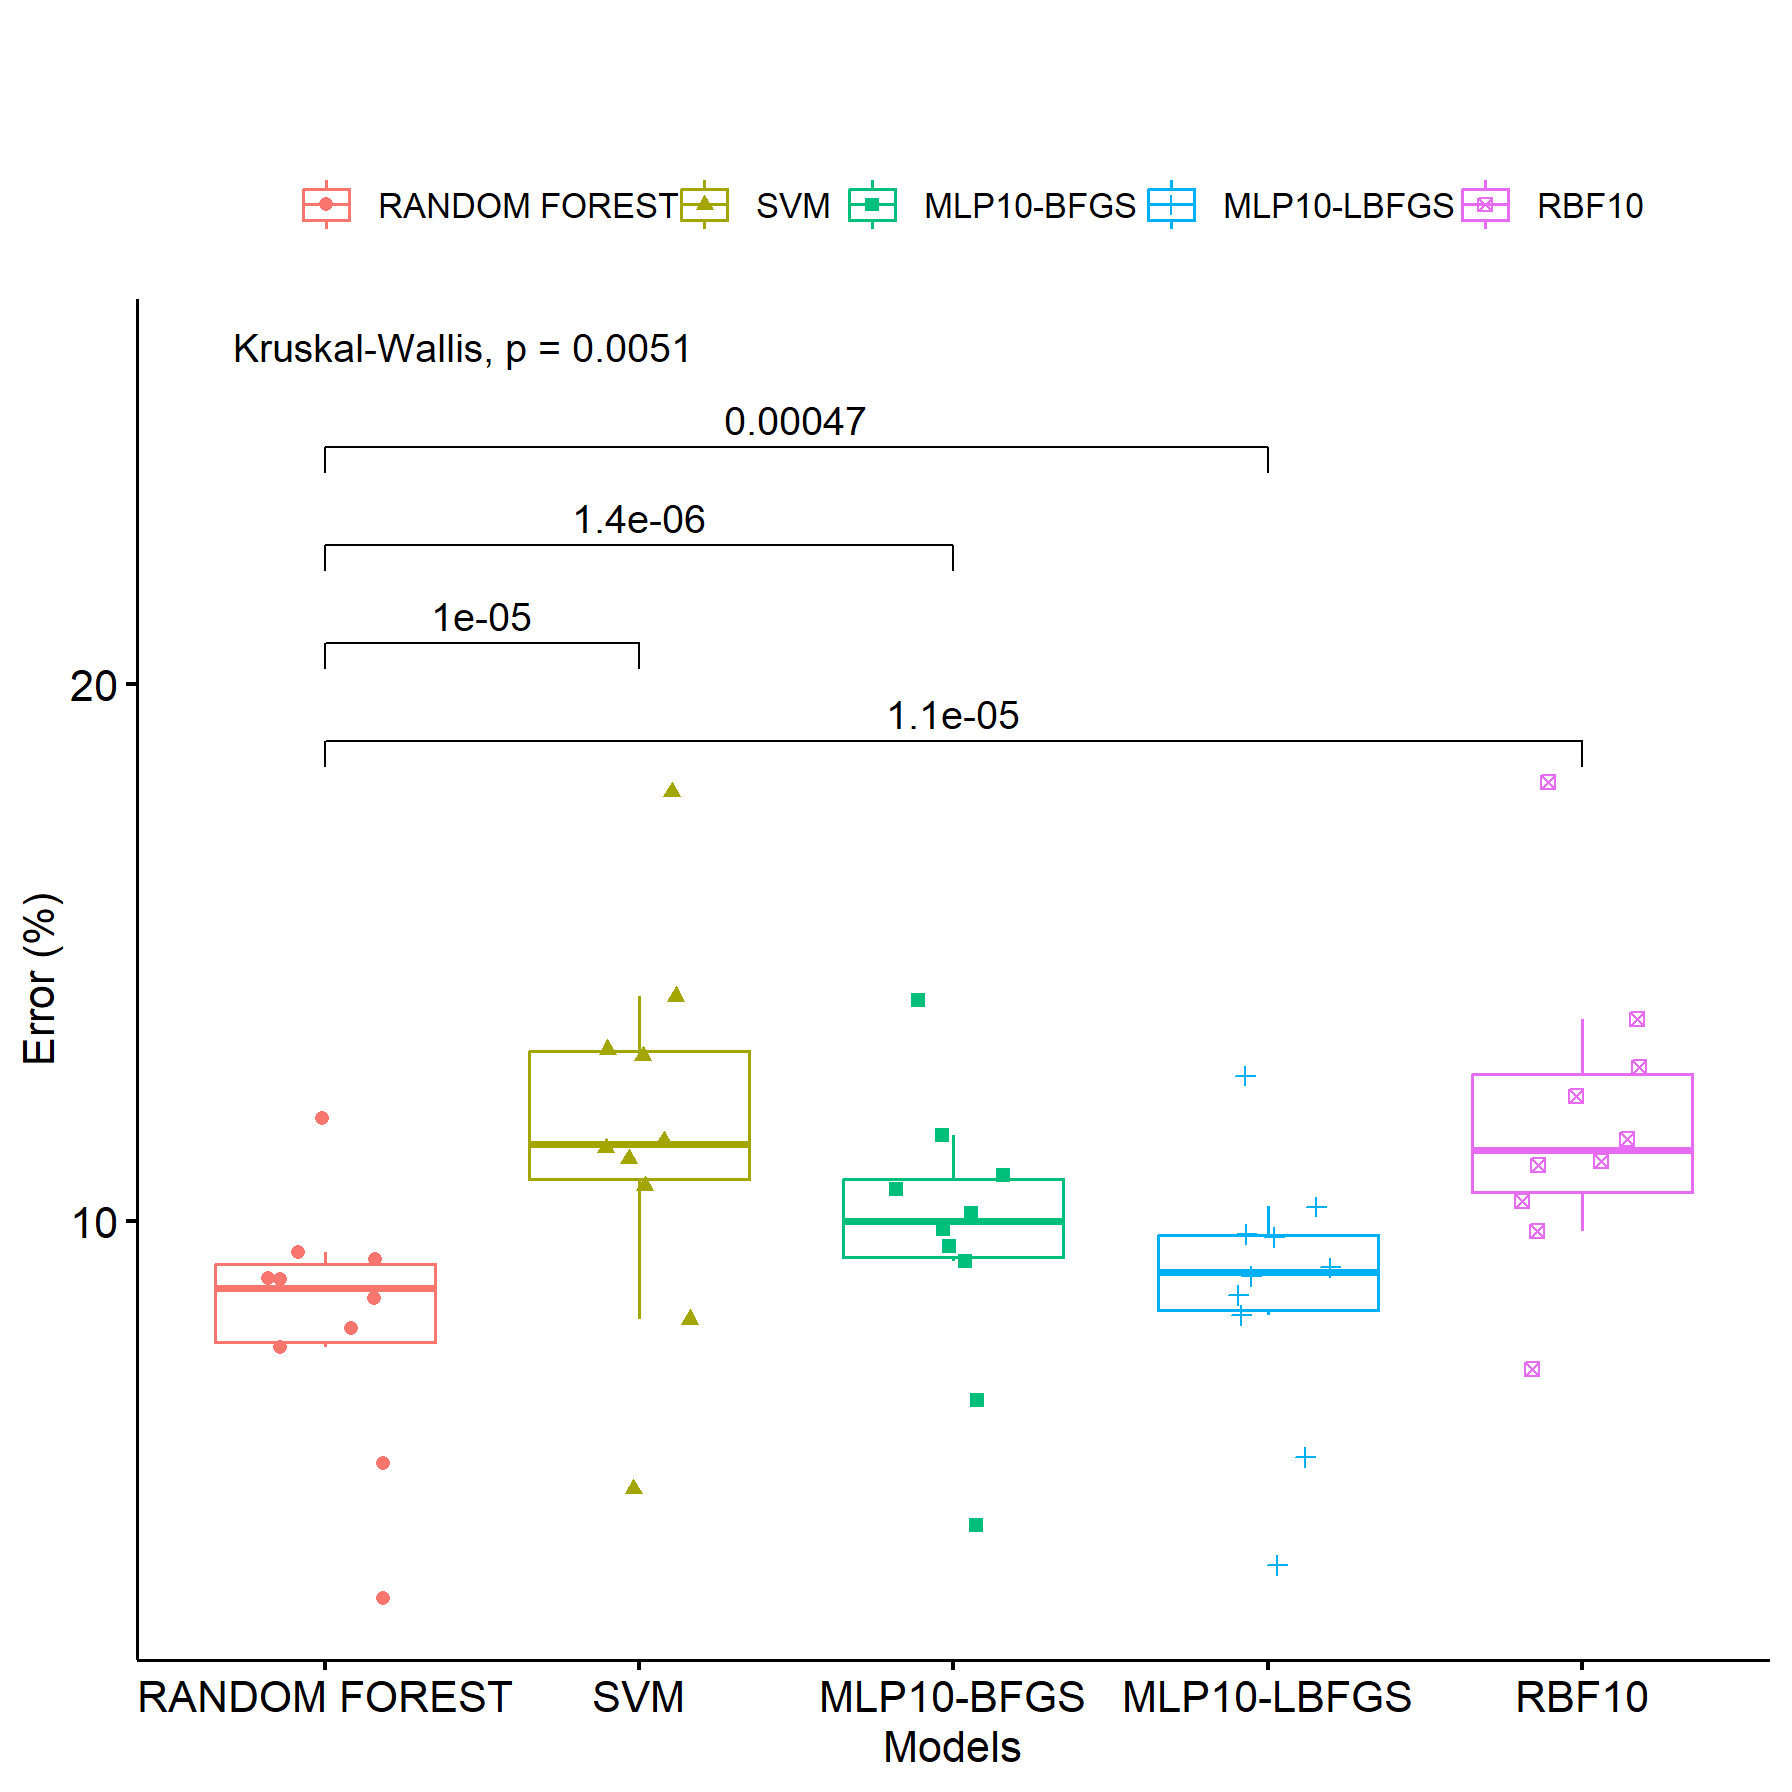 RANDOM FOREST SVM MLP10-BFGS MLP10-LBFGS RBF10
Kruskal-Wallis, p = 0.0051
0.00047
1.4e-06
1e-05
20
1.1e-05
Error (%)
10
RANDOM FOREST SVM MLP10-BFGS MLP10-LBFGS RBF10
Models